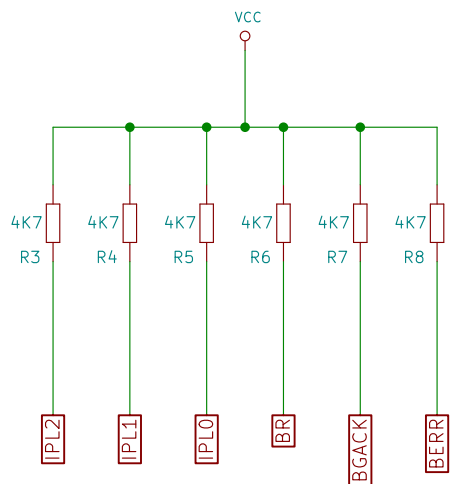 VCC
4K7 4K7 4K7 4K7 4K7 4K7
R3 R4 R5 R6 R7 R8
IPL2 IPL1 IPL0 BR BGACK BERR